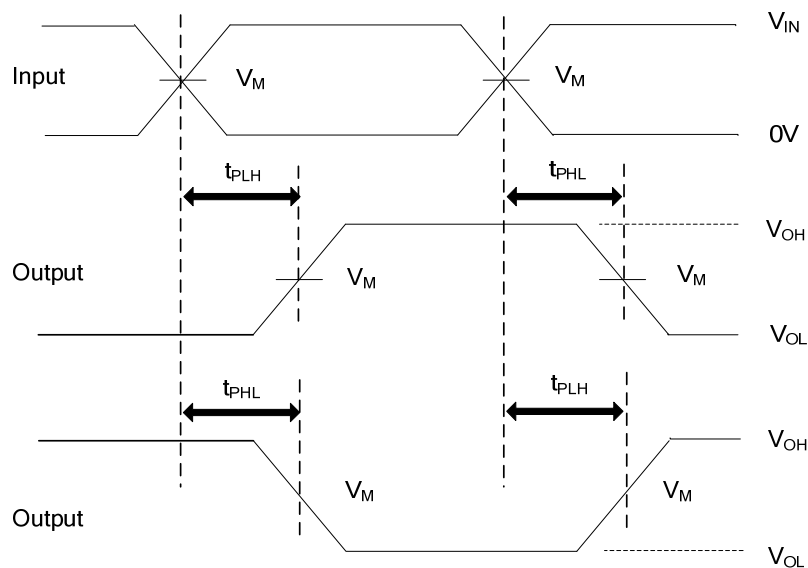 V_IN
Input V_M V_M
0V
t_PLH t_PHL
V_OH
Output V_M V_M
V_OL
t_PHL t_PLH
V_OH
V_M V_M
Output
V_OL